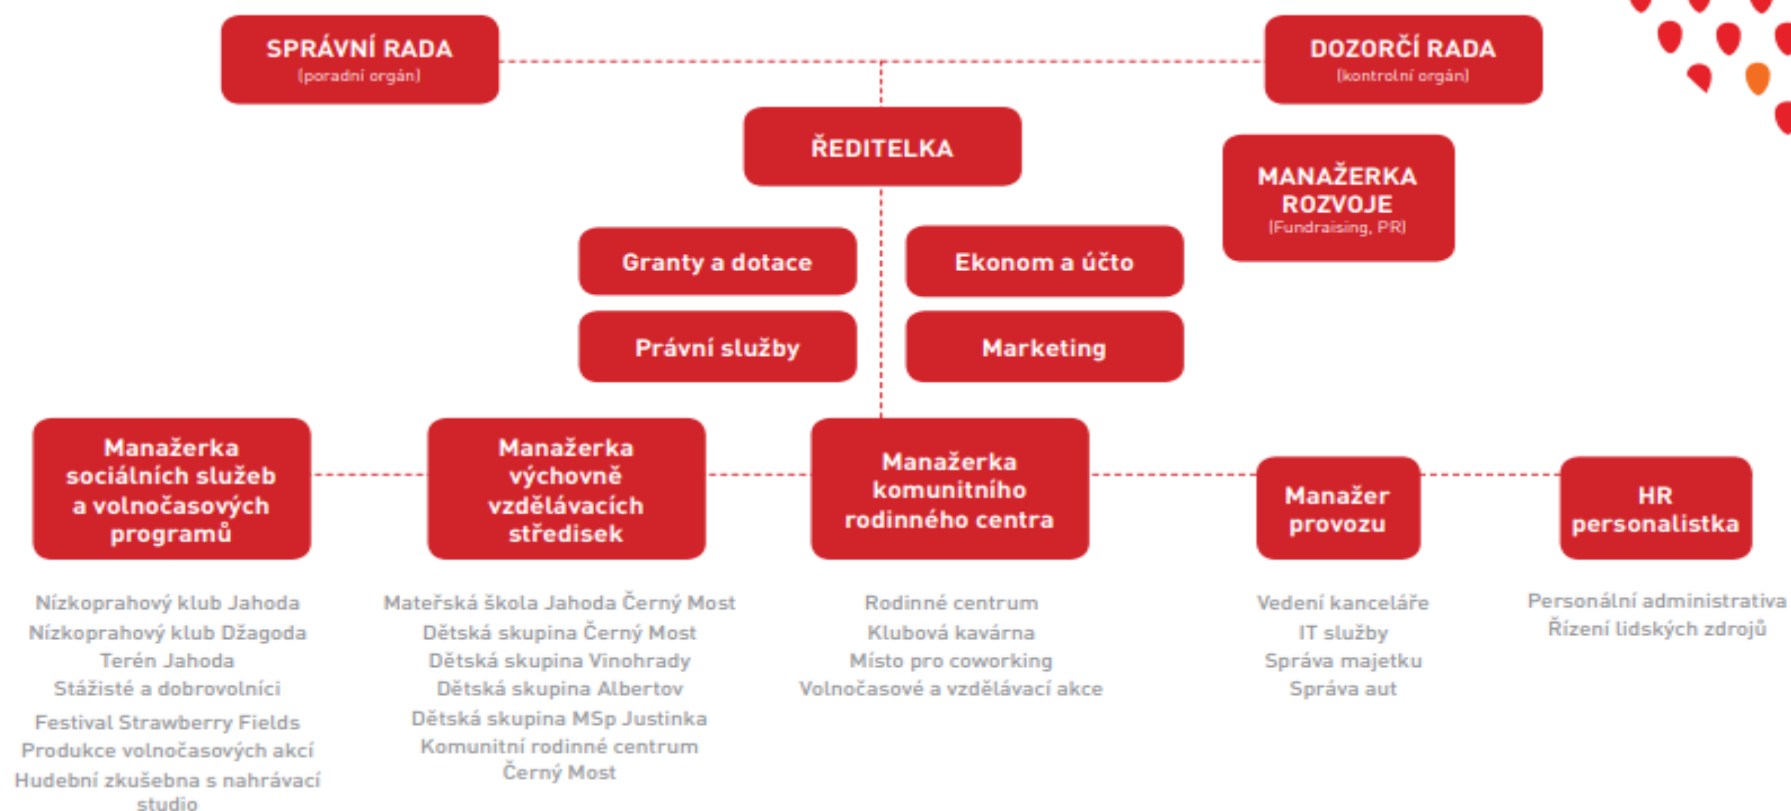 SPRÁVNÍ RADA
(poradní orgán)
DOZORČÍ RADA
(kontrolní orgán)
ŘEDITELKA
MANAŽERKA
ROZVOJE
(Fundraising, PR)
Granty a dotace
Ekonom a účto
Právní služby
Marketing
Manažerka
sociálních služeb
a volnočasových
programů
Manažerka
výchovně
vzdělávacích
středisek
Manažerka
komunitního
rodinného centra
Manažer
provozu
HR
personalistka
Nízkoprahový klub Jahoda
Nízkoprahový klub Džagoda
Terén Jahoda
Stážisté a dobrovolníci
Festival Strawberry Fields
Produkce volnočasových akcí
Hudební zkušebna s nahrávací
studio
Mateřská škola Jahoda Černý Most
Dětská skupina Černý Most
Dětská skupina Vinohrady
Dětská skupina Albertov
Dětská skupina MSp Justinka
Komunitní rodinné centrum
Černý Most
Rodinné centrum
Klubová kavárna
Místo pro coworking
Volnočasové a vzdělávací akce
Vedení kanceláře
IT služby
Správa majetku
Správa aut
Personální administrativa
Řízení lidských zdrojů